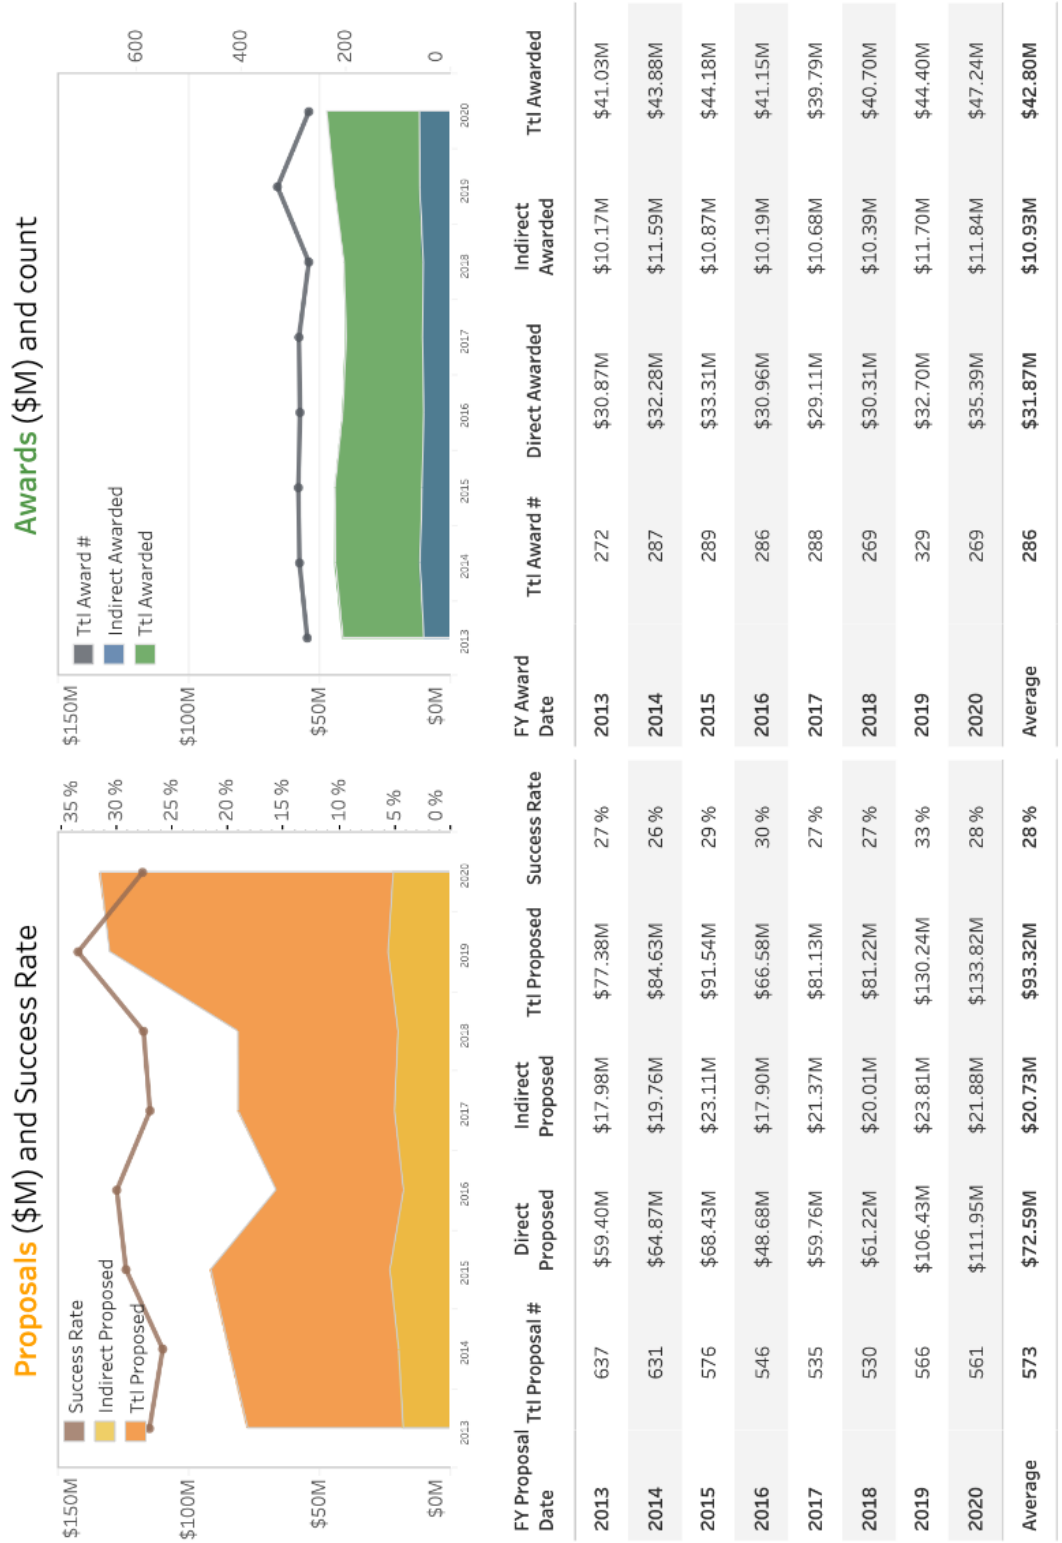 Proposals ($M) and Success Rate
Success Rate
Indirect Proposed
Ttl Proposed
$150M
$100M
$50M
$0M
35 %
30 %
25 %
20 %
15 %
10 %
5 %
0 %
2013 2014 2015 2016 2017 2018 2019 2020
FY Proposal Date Ttl Proposal # Direct Proposed Indirect Proposed Ttl Proposed Success Rate
2013 637 $59.40M $17.98M $77.38M 27 %
2014 631 $64.87M $19.76M $84.63M 26 %
2015 576 $68.43M $23.11M $91.54M 29 %
2016 546 $48.68M $17.90M $66.58M 30 %
2017 535 $59.76M $21.37M $81.13M 27 %
2018 530 $61.22M $20.01M $81.22M 27 %
2019 566 $106.43M $23.81M $130.24M 33 %
2020 561 $111.95M $21.88M $133.82M 28 %
Average 573 $72.59M $20.73M $93.32M 28 %
Awards ($M) and count
Ttl Award #
Indirect Awarded
Ttl Awarded
$150M
$100M
$50M
$0M
600
400
200
0
2013 2014 2015 2016 2017 2018 2019 2020
FY Award Date Ttl Award # Direct Awarded Indirect Awarded Ttl Awarded
2013 272 $30.87M $10.17M $41.03M
2014 287 $32.28M $11.59M $43.88M
2015 289 $33.31M $10.87M $44.18M
2016 286 $30.96M $10.19M $41.15M
2017 288 $29.11M $10.68M $39.79M
2018 269 $30.31M $10.39M $40.70M
2019 329 $32.70M $11.70M $44.40M
2020 269 $35.39M $11.84M $47.24M
Average 286 $31.87M $10.93M $42.80M